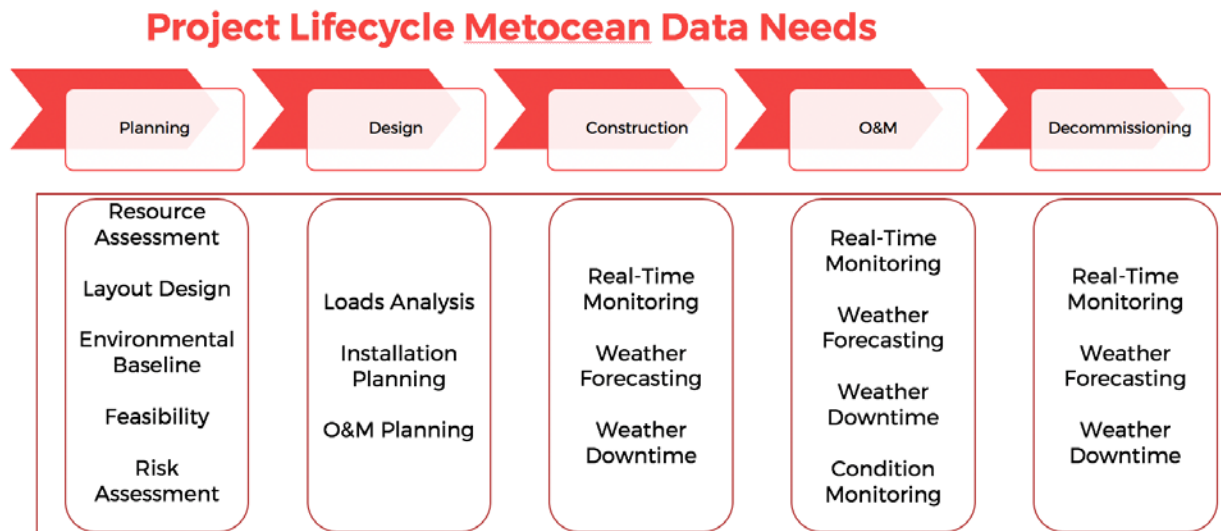 Project Lifecycle Metocean Data Needs
Planning
Design
Construction
O&M
Decommissioning
Resource
Assessment
Layout Design
Environmental
Baseline
Feasibility
Risk
Assessment
Loads Analysis
Installation
Planning
O&M Planning
Real-Time
Monitoring
Weather
Forecasting
Weather
Downtime
Real-Time
Monitoring
Weather
Forecasting
Weather
Downtime
Condition
Monitoring
Real-Time
Monitoring
Weather
Forecasting
Weather
Downtime